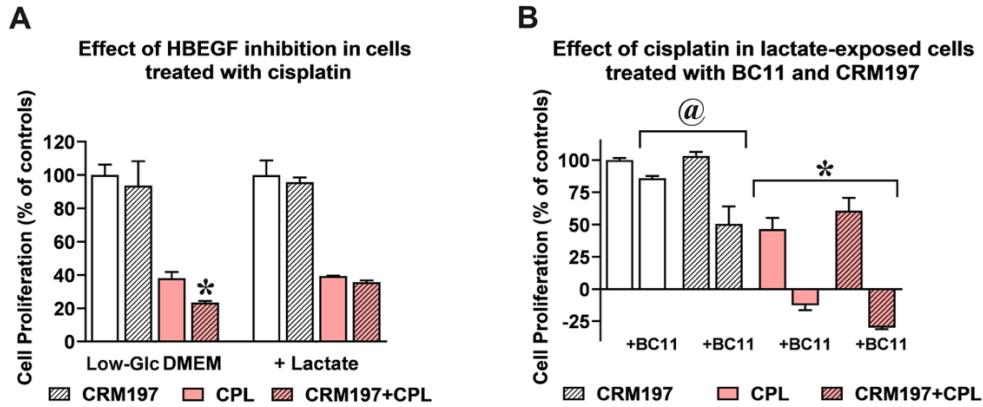 A
Effect of HBEGF inhibition in cells
treated with cisplatin
Cell Proliferation (% of controls)
120
100
80
60
40
20
0
*
Low-Glc DMEM
+ Lactate
CRM197
CPL
CRM197+CPL
B
Effect of cisplatin in lactate-exposed cells
treated with BC11 and CRM197
Cell Proliferation (% of controls)
100
75
50
25
0
-25
@
*
+BC11
+BC11
+BC11
+BC11
CRM197
CPL
CRM197+CPL